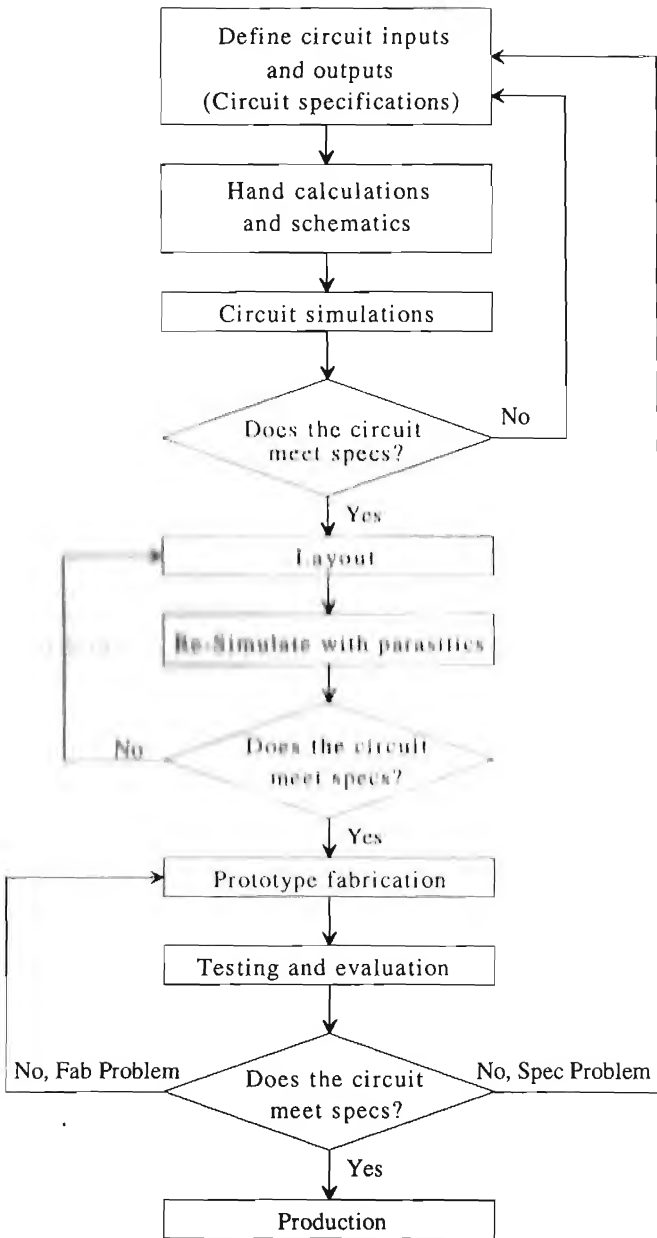 Define circuit inputs
and outputs
(Circuit specifications)
Hand calculations
and schematics
Circuit simulations
Does the circuit
meet specs?
No
Yes
Layout
Re-Simulate with parasitics
Does the circuit
meet specs?
No
Yes
Prototype fabrication
Testing and evaluation
No, Fab Problem
Does the circuit
meet specs?
No, Spec Problem
Yes
Production